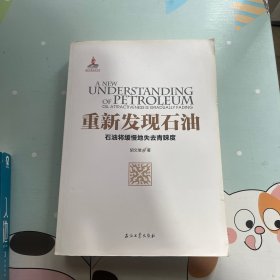 A NEW
UNDERSTANDING
OF PETROLEUM
OIL ATTRACTIVENESS IS GRADUALLY FADING
重新发现石油
石油将缓慢地失去青睐度
石油工业出版社